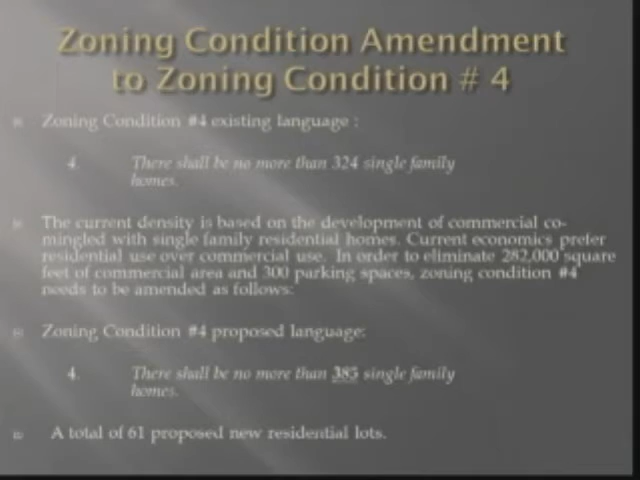 Zoning Condition Amendment
to Zoning Condition # 4
Zoning Condition #4 existing language :
4. There shall be no more than 324 single family
homes.
The current density is based on the development of commercial co-
mingled with single family residential homes. Current economics prefer
residential use over commercial use. In order to eliminate 282,000 square
feet of commercial area and 300 parking spaces, zoning condition #4
needs to be amended as follows:
Zoning Condition #4 proposed language:
4. There shall be no more than 385 single family
homes.
A total of 61 proposed new residential lots.